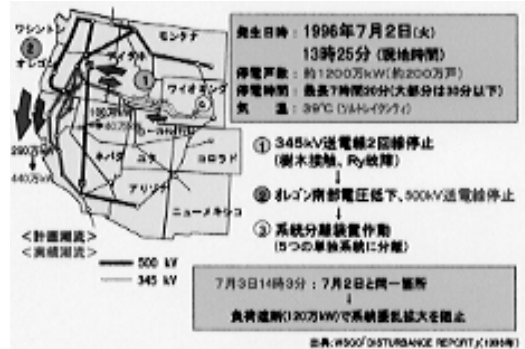 ワシントン
モンタナ
②
オレゴン
アイダホ
①
ワイオミング
ネバダ
ユタ
コロラド
アリゾナ
ニューメキシコ
440万kW
<計画潮流>
<実績潮流>
500 kV
345 kV
発生日時：1996年7月2日(火)
13時25分(現地時間)
停電戸数：約1200万kW(約200万戸)
停電時間：最長7時間20分(大部分は30分以下)
気　温：39℃(ソルトレイクシティ)
① 345kV送電線2回線停止
(樹木接触、Ry故障)
② オレゴン南部電圧低下、500kV送電線停止
③ 系統分離装置作動
(5つの単独系統に分離)
7月3日14時3分：7月2日と同一箇所
↓
負荷遮断(120万kW)で系統擾乱拡大を阻止
出典：WSCC「DISTURBANCE REPORT」(1996年)